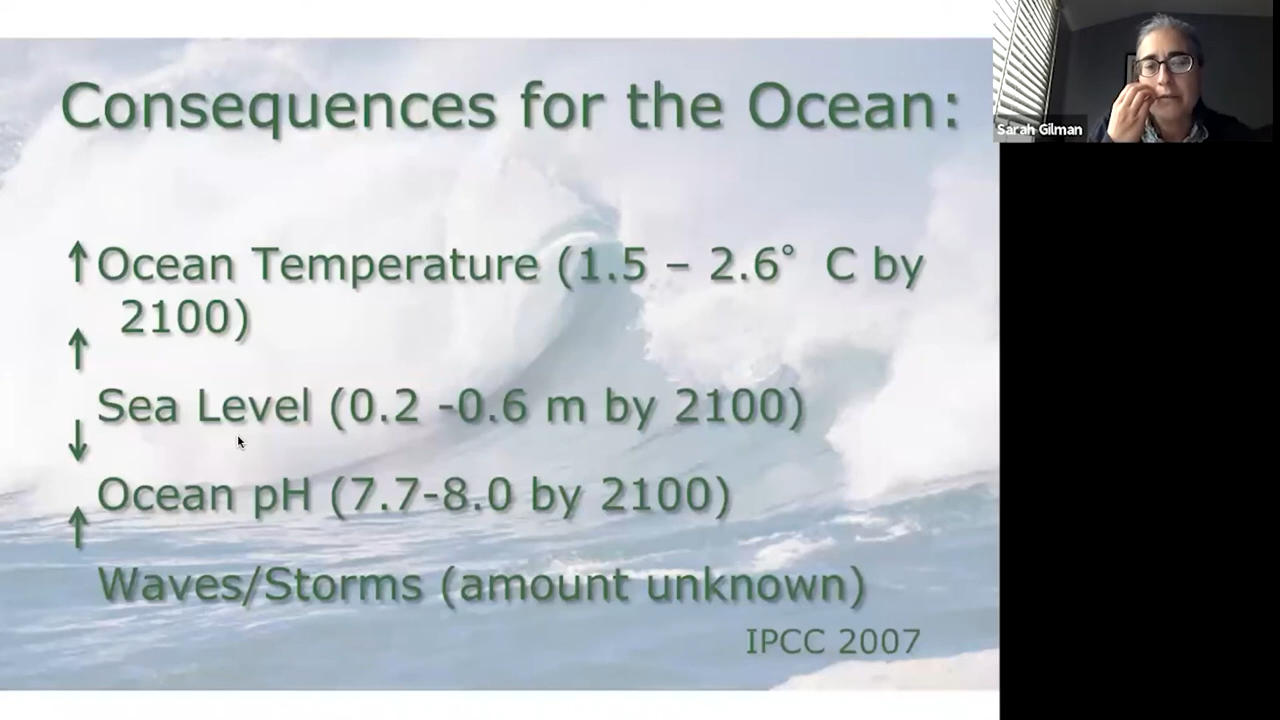 Consequences for the Ocean:
Sarah Gilman
↑ Ocean Temperature (1.5 – 2.6° C by
2100)
↑
Sea Level (0.2 -0.6 m by 2100)
↓
Ocean pH (7.7-8.0 by 2100)
↑
Waves/Storms (amount unknown)
IPCC 2007